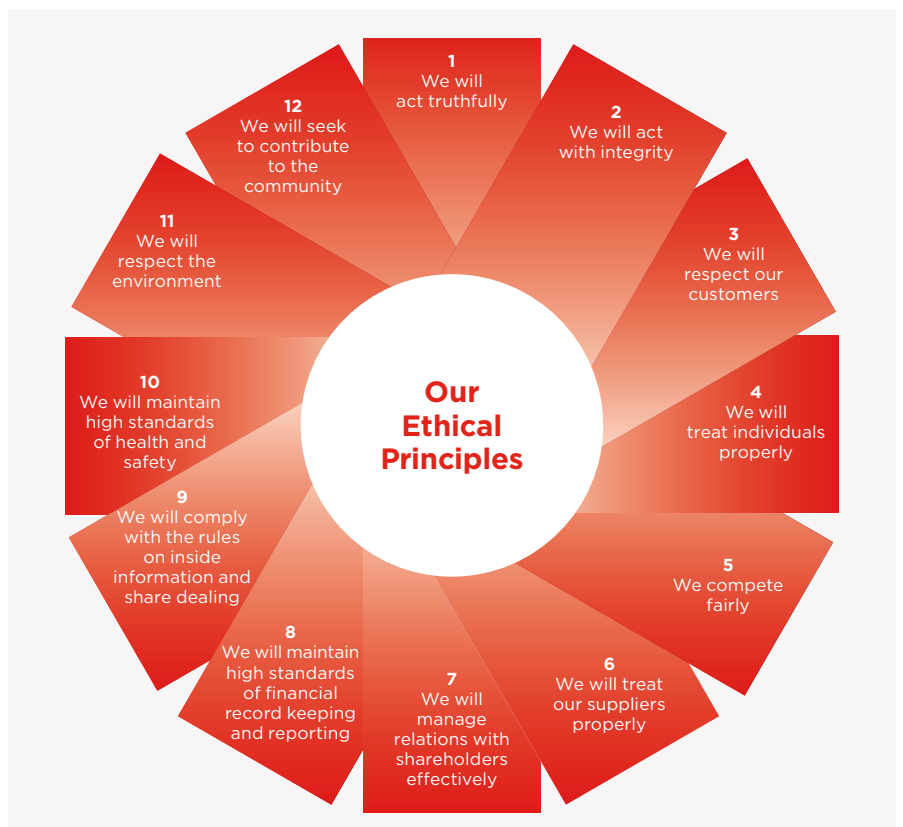 1
We will
act truthfully
2
We will act
with integrity
3
We will
respect our
customers
4
We will
treat individuals
properly
5
We compete
fairly
6
We will treat
our suppliers
properly
7
We will
manage
relations with
shareholders
effectively
8
We will maintain
high standards
of financial
record keeping
and reporting
9
We will comply
with the rules
on inside
information and
share dealing
10
We will maintain
high standards
of health and
safety
11
We will
respect the
environment
12
We will seek
to contribute
to the
community
Our
Ethical
Principles